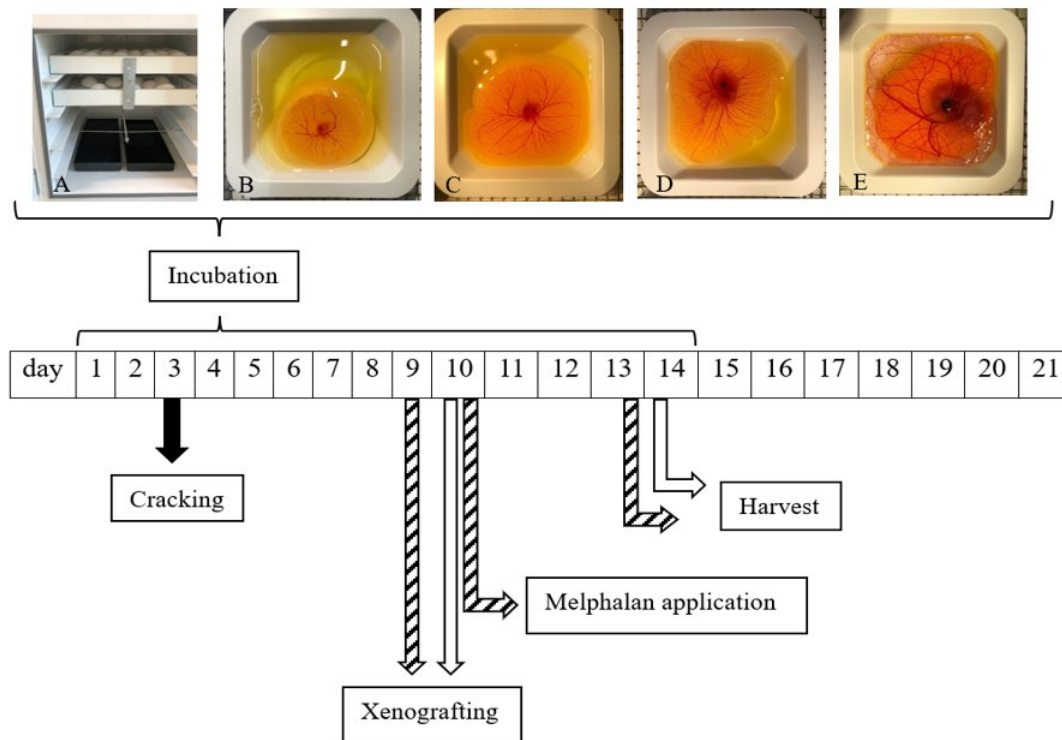 A B C D E
Incubation
day 1 2 3 4 5 6 7 8 9 10 11 12 13 14 15 16 17 18 19 20 21
Cracking
Harvest
Melphalan application
Xenografting